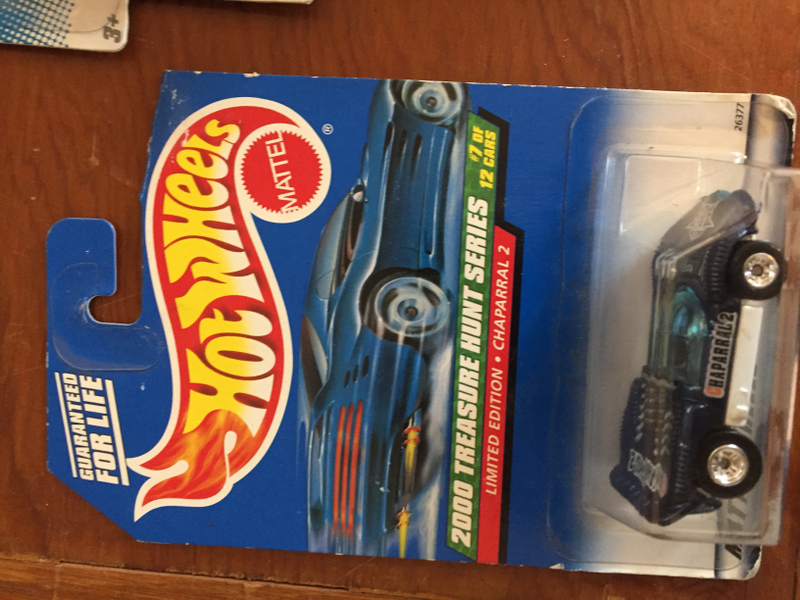 GUARANTEED
FOR LIFE
HOT WHEELS
®
MATTEL
2000 TREASURE HUNT SERIES
#7 OF
12 CARS
LIMITED EDITION • CHAPARRAL 2
26377
CHAPARRAL 2
3+